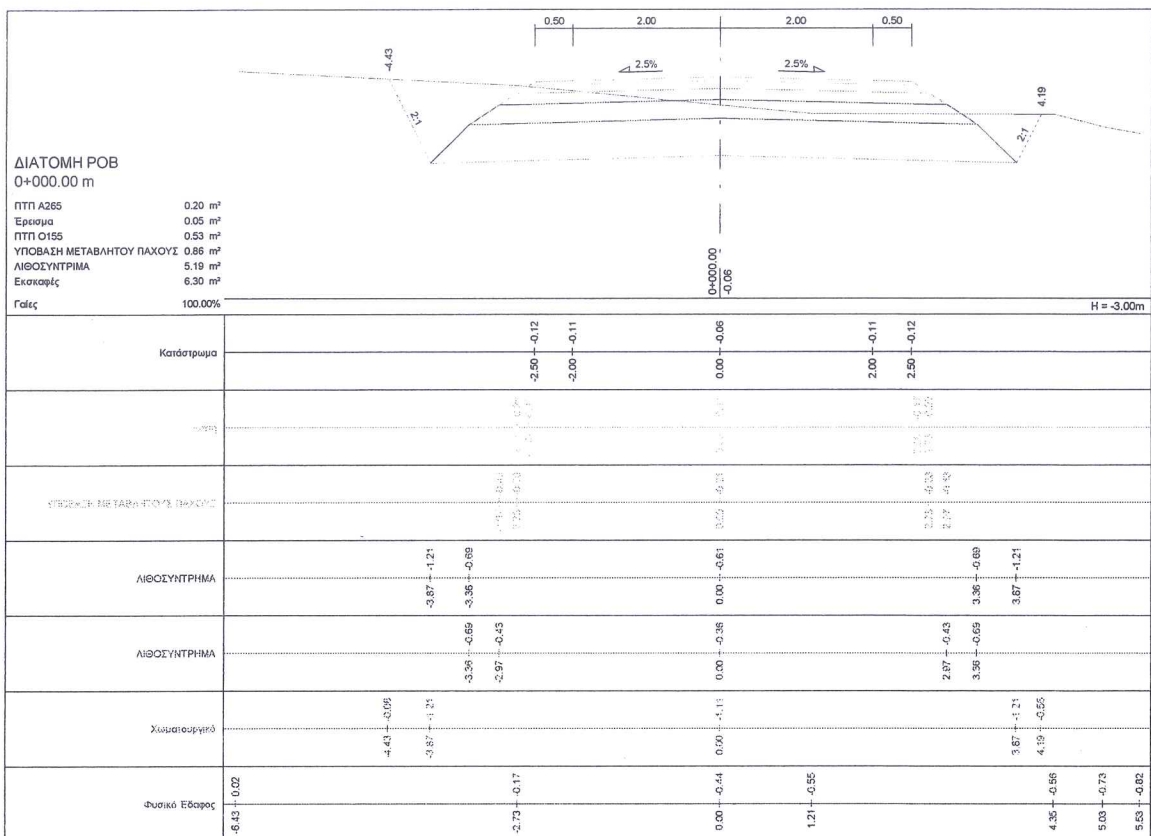 0.50 2.00 2.00 0.50
-4.43
2.5% 2.5%
4.19
2:1 2:1
ΔΙΑΤΟΜΗ ΡΟΒ
0+000.00 m
ΠΤΠ Α265 0.20 m²
Έρεισμα 0.05 m²
ΠΤΠ Ο155 0.53 m²
ΥΠΟΒΑΣΗ ΜΕΤΑΒΛΗΤΟΥ ΠΑΧΟΥΣ 0.86 m²
ΛΙΘΟΣΥΝΤΡΙΜΑ 5.19 m²
Εκσκαφές 6.30 m²
Γαίες 100.00%
0+000.00
-0.06
H = -3.00m
Κατάστρωμα
-0.12 -0.11 -0.06 -0.11 -0.12
-2.50 -2.00 0.00 2.00 2.50
ΥΠΟΒΑΣΗ ΜΕΤΑΒΛΗΤΟΥ ΠΑΧΟΥΣ
ΛΙΘΟΣΥΝΤΡΗΜΑ
-1.21 -0.69 -0.61 -0.69 -1.21
-3.87 -3.36 0.00 3.36 3.87
ΛΙΘΟΣΥΝΤΡΗΜΑ
-0.69 -0.43 -0.36 -0.43 -0.69
-3.36 -2.97 0.00 2.97 3.36
Χωματουργικό
-0.06 -1.21 -1.11 -1.21 -0.55
-4.43 -3.87 0.00 3.87 4.19
Φυσικό Έδαφος
0.02 -0.17 -0.44 -0.55 -0.56 -0.73 -0.82
-6.43 -2.73 0.00 1.21 4.35 5.03 5.53